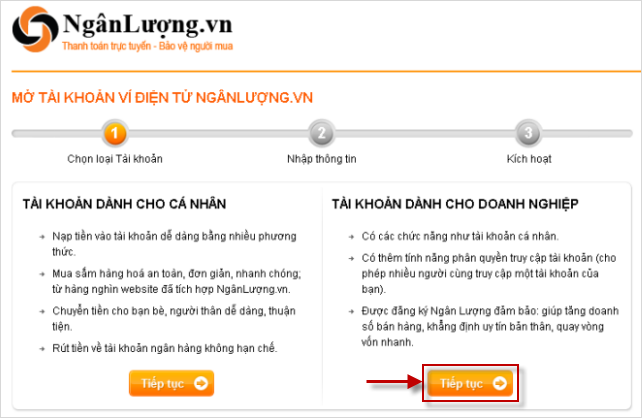 NgânLượng.vn
Thanh toán trực tuyến - Bảo vệ người mua
MỞ TÀI KHOẢN VÍ ĐIỆN TỬ NGÂNLƯỢNG.VN
1
2
3
Chọn loại Tài khoản
Nhập thông tin
Kích hoạt
TÀI KHOẢN DÀNH CHO CÁ NHÂN
Nạp tiền vào tài khoản dễ dàng bằng nhiều phương
thức.
Mua sắm hàng hoá an toàn, đơn giản, nhanh chóng;
từ hàng nghìn website đã tích hợp NgânLượng.vn.
Chuyển tiền cho bạn bè, người thân dễ dàng, thuận
tiện.
Rút tiền về tài khoản ngân hàng không hạn chế.
Tiếp tục
TÀI KHOẢN DÀNH CHO DOANH NGHIỆP
Có các chức năng như tài khoản cá nhân.
Có thêm tính năng phân quyền truy cập tài khoản (cho
phép nhiều người cùng truy cập một tài khoản của
bạn).
Được đăng ký Ngân Lượng đảm bảo: giúp tăng doanh
số bán hàng, khẳng định uy tín bản thân, quay vòng
vốn nhanh.
Tiếp tục